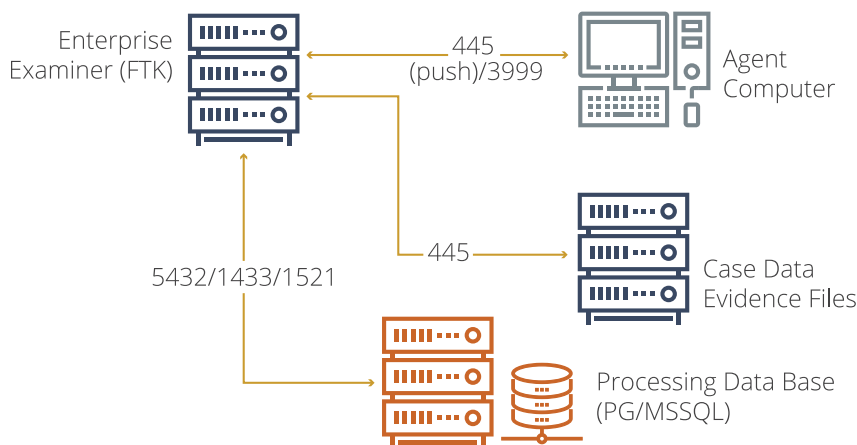 Enterprise
Examiner (FTK)
445
(push)/3999
Agent
Computer
5432/1433/1521
445
Case Data
Evidence Files
Processing Data Base
(PG/MSSQL)